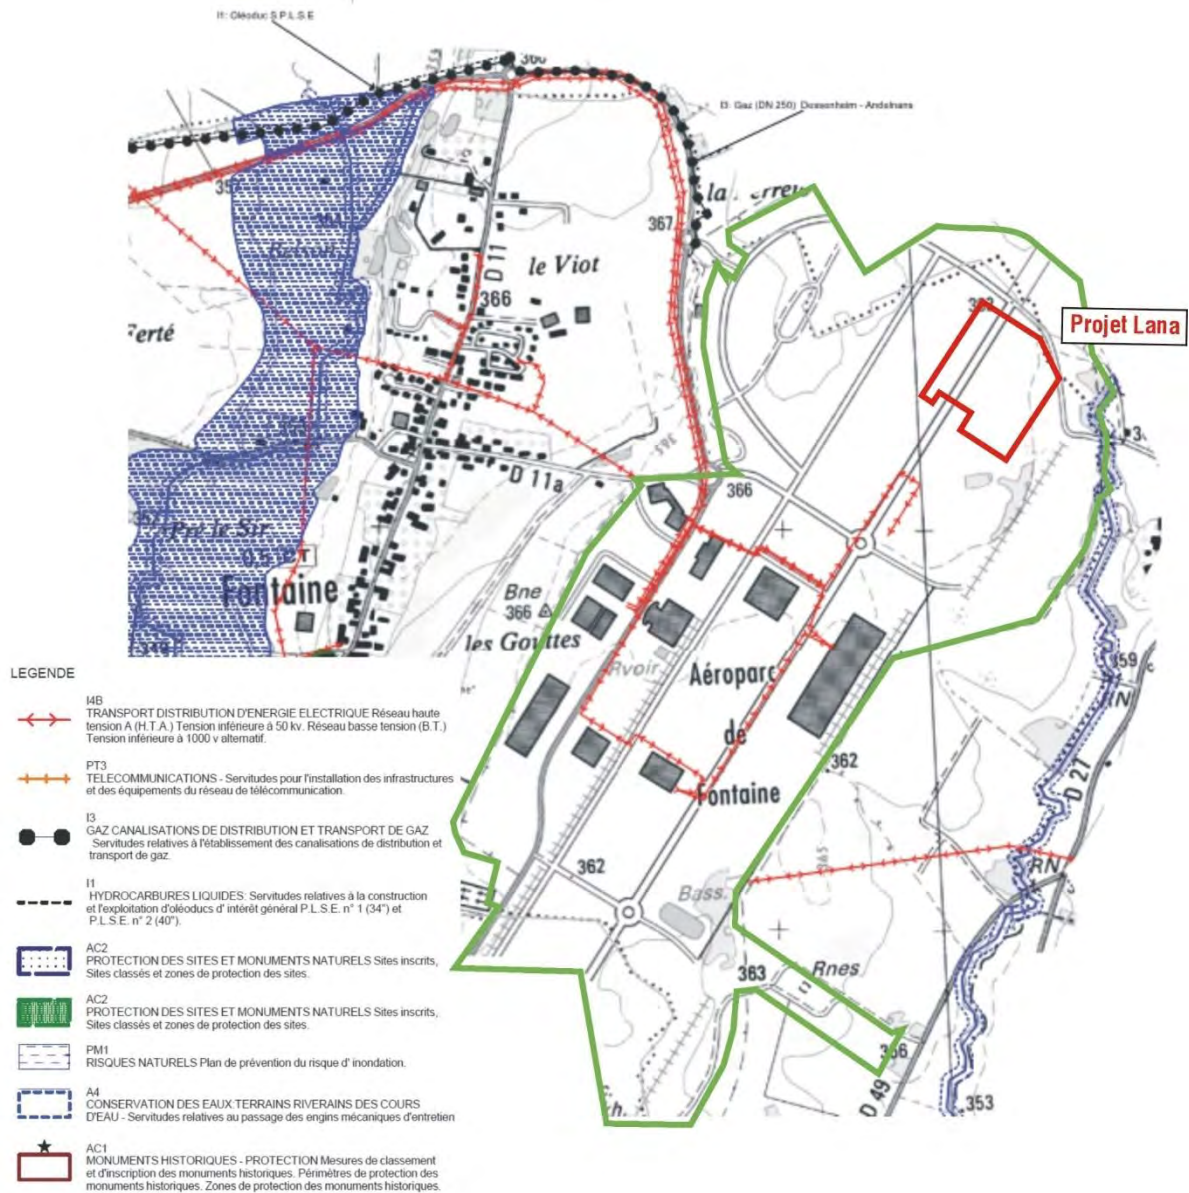 I1: Oléoduc S.P.L.S.E
360
I3: Gaz (DN 250) Dessenheim - Andelnans
367
D 11
le Viot
366
Projet Lana
Ferté
D 11a
366
Pré le Sir
Fontaine
Bne
366
les Gouttes
Rvoir
Aéroparc
de
Fontaine
359
RN
362
D 27
362
RN
Bass.
363
Rnes
366
D 49
353
LEGENDE
I4B
TRANSPORT DISTRIBUTION D'ENERGIE ELECTRIQUE Réseau haute
tension A (H.T.A.) Tension inférieure à 50 kv. Réseau basse tension (B.T.)
Tension inférieure à 1000 v alternatif.
PT3
TELECOMMUNICATIONS - Servitudes pour l'installation des infrastructures
et des équipements du réseau de télécommunication.
I3
GAZ CANALISATIONS DE DISTRIBUTION ET TRANSPORT DE GAZ
Servitudes relatives à l'établissement des canalisations de distribution et
transport de gaz.
I1
HYDROCARBURES LIQUIDES: Servitudes relatives à la construction
et l'exploitation d'oléoducs d' intérêt général P.L.S.E. n° 1 (34") et
P.L.S.E. n° 2 (40").
AC2
PROTECTION DES SITES ET MONUMENTS NATURELS Sites inscrits,
Sites classés et zones de protection des sites.
AC2
PROTECTION DES SITES ET MONUMENTS NATURELS Sites inscrits,
Sites classés et zones de protection des sites.
PM1
RISQUES NATURELS Plan de prévention du risque d' inondation.
A4
CONSERVATION DES EAUX TERRAINS RIVERAINS DES COURS
D'EAU - Servitudes relatives au passage des engins mécaniques d'entretien
AC1
MONUMENTS HISTORIQUES - PROTECTION Mesures de classement
et d'inscription des monuments historiques. Périmètres de protection des
monuments historiques. Zones de protection des monuments historiques.